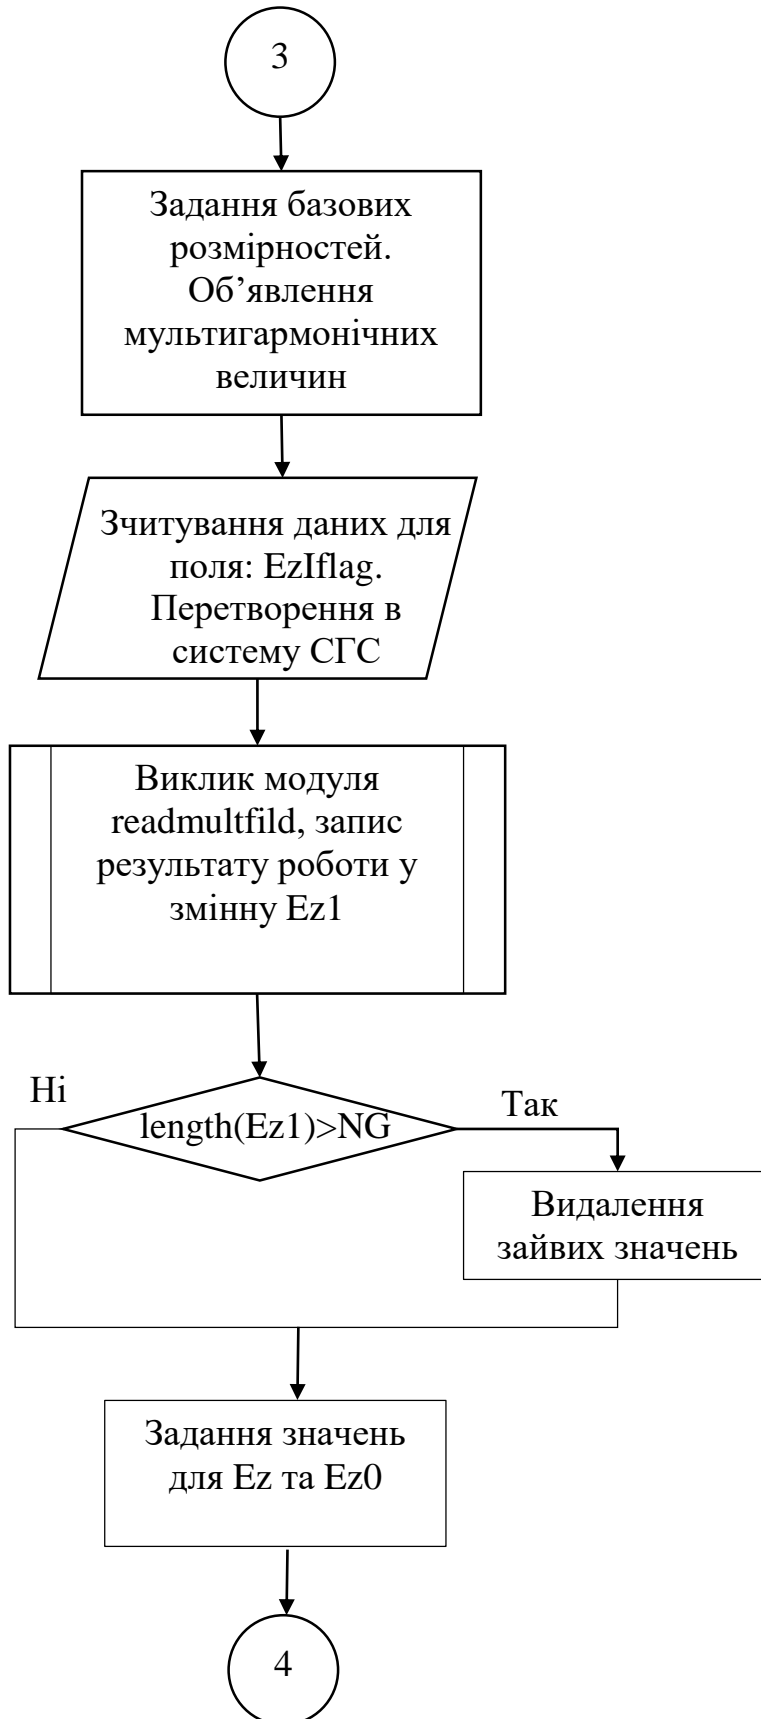 3
Задання базових
розмірностей.
Об’явлення
мультигармонічних
величин
Зчитування даних для
поля: EzIflag.
Перетворення в
систему СГС
Виклик модуля
readmultfild, запис
результату роботи у
змінну Ez1
Ні
length(Ez1)>NG
Так
Видалення
зайвих значень
Задання значень
для Ez та Ez0
4